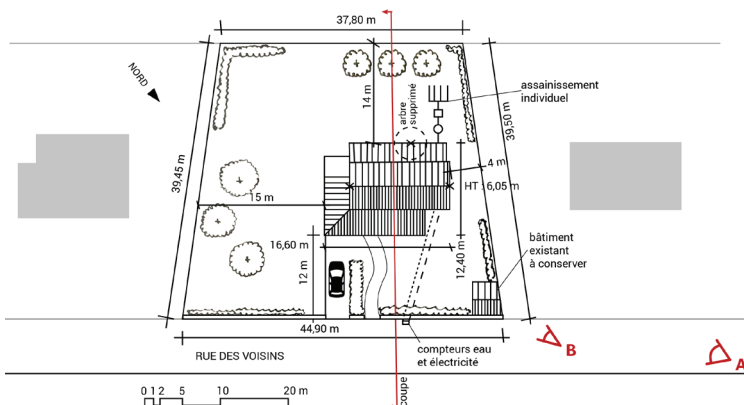 37,80 m
NORD
14 m
arbre
supprimé
assainissement
individuel
39,50 m
39,45 m
4 m
HT : 6,05 m
15 m
16,60 m
12 m
12,40 m
bâtiment
existant
à conserver
44,90 m
RUE DES VOISINS
compteurs eau
et électricité
B
A
coupe
0 1 2 5 10 20 m